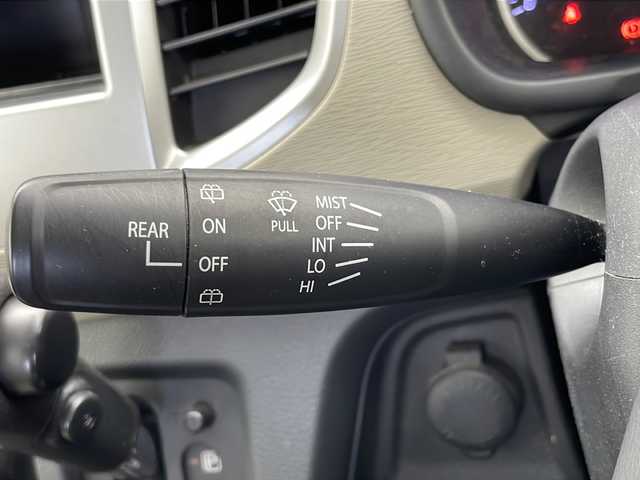 REAR
ON
OFF
PULL
MIST
OFF
INT
LO
HI